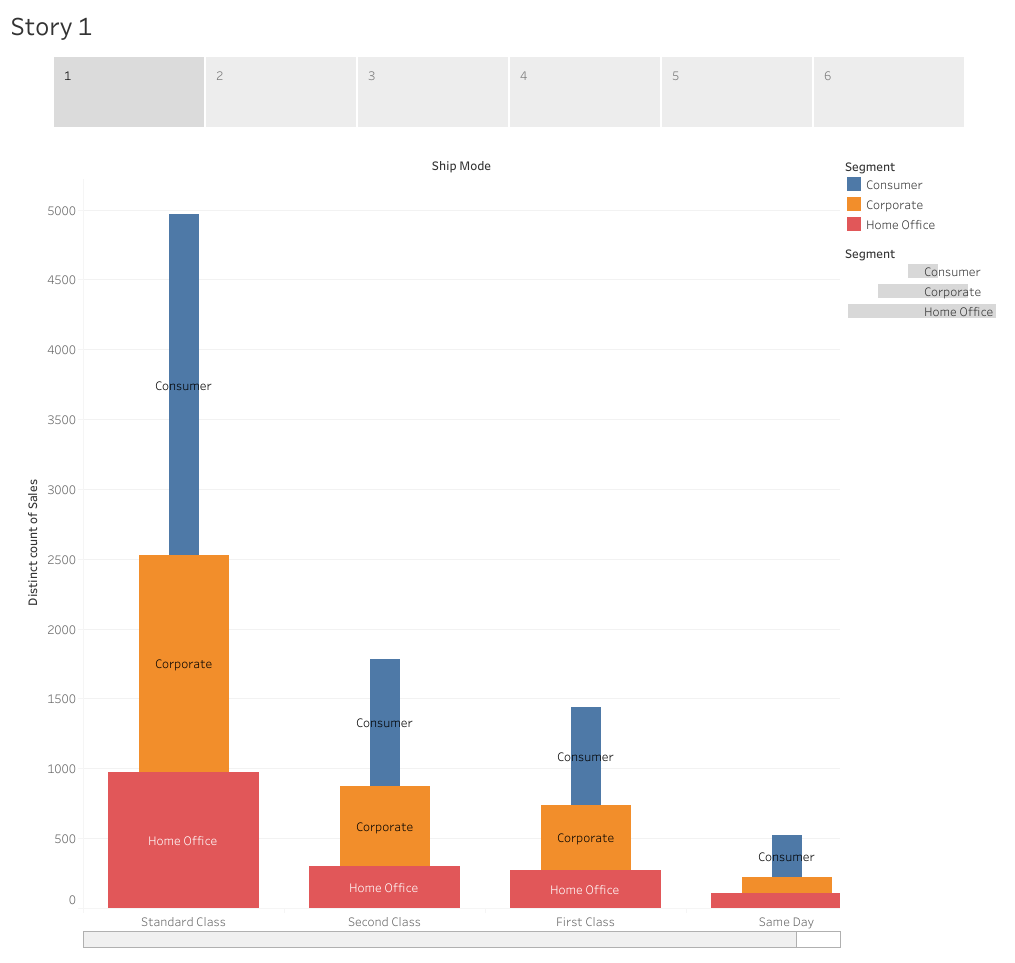 Story 1
1 2 3 4 5 6
Ship Mode
Segment
Consumer
Corporate
Home Office
Segment
Consumer
Corporate
Home Office
Distinct count of Sales
5000
4500
4000
3500
3000
2500
2000
1500
1000
500
0
Consumer
Corporate
Home Office
Consumer
Corporate
Home Office
Consumer
Corporate
Home Office
Consumer
Standard Class Second Class First Class Same Day